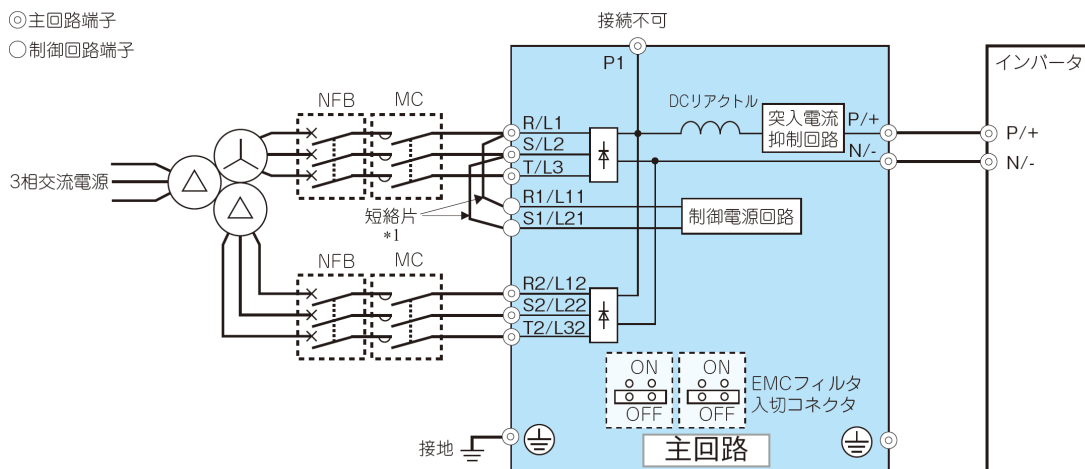 ◎主回路端子
○制御回路端子
接続不可
P1
インバータ
NFB
MC
R/L1
S/L2
T/L3
DCリアクトル
突入電流
抑制回路
P/+
N/-
P/+
N/-
3相交流電源
短絡片
*1
R1/L11
S1/L21
制御電源回路
NFB
MC
R2/L12
S2/L22
T2/L32
ON
OFF
ON
OFF
EMCフィルタ
入切コネクタ
接地
主回路